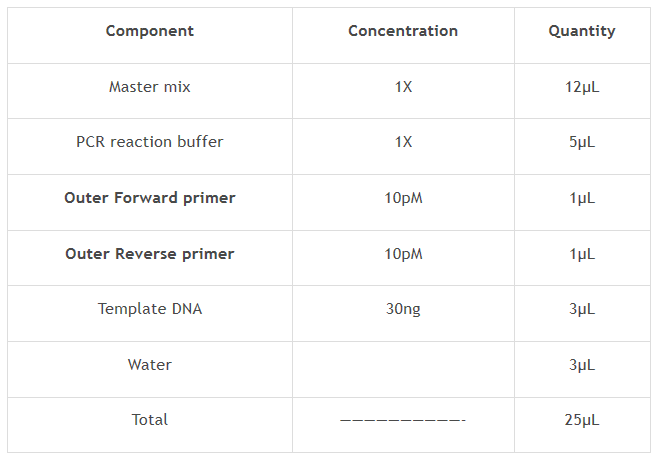 Component Concentration Quantity
Master mix 1X 12µL
PCR reaction buffer 1X 5µL
Outer Forward primer 10pM 1µL
Outer Reverse primer 10pM 1µL
Template DNA 30ng 3µL
Water 3µL
Total ——————————- 25µL